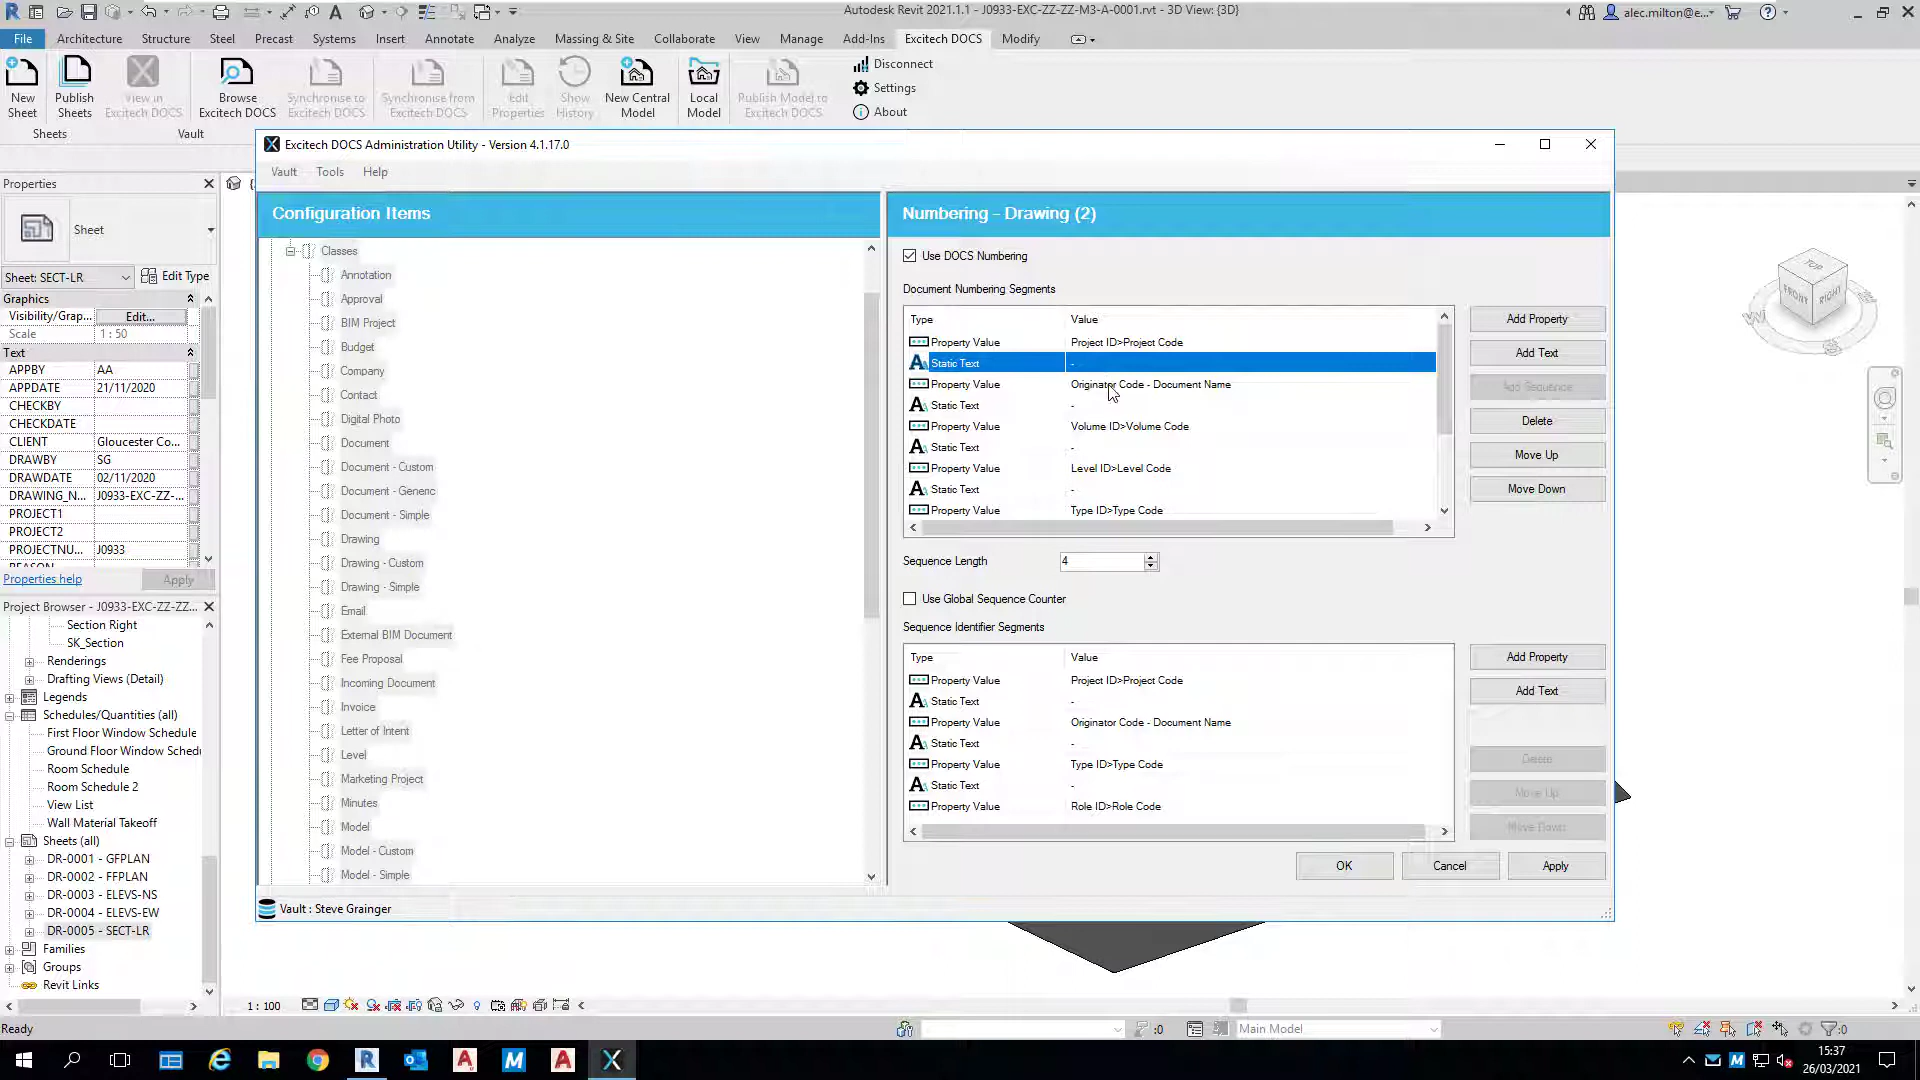 Autodesk Revit 2021.1.1 - J0933-EXC-ZZ-ZZ-M3-A-0001.rvt - 3D View: {3D}
alec.milton@e...
File Architecture Structure Steel Precast Systems Insert Annotate Analyze Massing & Site Collaborate View Manage Add-Ins Excitech DOCS Modify
New Sheet
Publish Sheets
View in Excitech DOCS
Browse Excitech DOCS
Synchronise to Excitech DOCS
Synchronise from Excitech DOCS
Edit Properties
Show History
New Central Model
Local Model
Publish Model to Excitech DOCS
Disconnect
Settings
About
Sheets
Vault
Properties
Sheet
Sheet: SECT-LR
Edit Type
Graphics
Visibility/Grap... Edit...
Scale 1 : 50
Text
APPBY AA
APPDATE 21/11/2020
CHECKBY
CHECKDATE
CLIENT Gloucester Co...
DRAWBY SG
DRAWDATE 02/11/2020
DRAWING_N... J0933-EXC-ZZ-...
PROJECT1
PROJECT2
PROJECTNU... J0933
Properties help Apply
Project Browser - J0933-EXC-ZZ-ZZ...
Section Right
SK_Section
Renderings
Drafting Views (Detail)
Legends
Schedules/Quantities (all)
First Floor Window Schedule
Ground Floor Window Schedu
Room Schedule
Room Schedule 2
View List
Wall Material Takeoff
Sheets (all)
DR-0001 - GFPLAN
DR-0002 - FFPLAN
DR-0003 - ELEVS-NS
DR-0004 - ELEVS-EW
DR-0005 - SECT-LR
Families
Groups
Revit Links
Excitech DOCS Administration Utility - Version 4.1.17.0
Vault Tools Help
Configuration Items
Classes
Annotation
Approval
BIM Project
Budget
Company
Contact
Digital Photo
Document
Document - Custom
Document - Generic
Document - Simple
Drawing
Drawing - Custom
Drawing - Simple
Email
External BIM Document
Fee Proposal
Incoming Document
Invoice
Letter of Intent
Level
Marketing Project
Minutes
Model
Model - Custom
Model - Simple
Vault : Steve Grainger
Numbering - Drawing (2)
Use DOCS Numbering
Document Numbering Segments
Type Value
Property Value Project ID>Project Code
Static Text -
Property Value Originator Code - Document Name
Static Text -
Property Value Volume ID>Volume Code
Static Text -
Property Value Level ID>Level Code
Static Text -
Property Value Type ID>Type Code
Add Property
Add Text
Add Sequence
Delete
Move Up
Move Down
Sequence Length 4
Use Global Sequence Counter
Sequence Identifier Segments
Type Value
Property Value Project ID>Project Code
Static Text -
Property Value Originator Code - Document Name
Static Text -
Property Value Type ID>Type Code
Static Text -
Property Value Role ID>Role Code
Add Property
Add Text
Delete
Move Up
Move Down
OK Cancel Apply
TOP
FRONT RIGHT
1 : 100
Ready
:0
Main Model
:0
15:37
26/03/2021